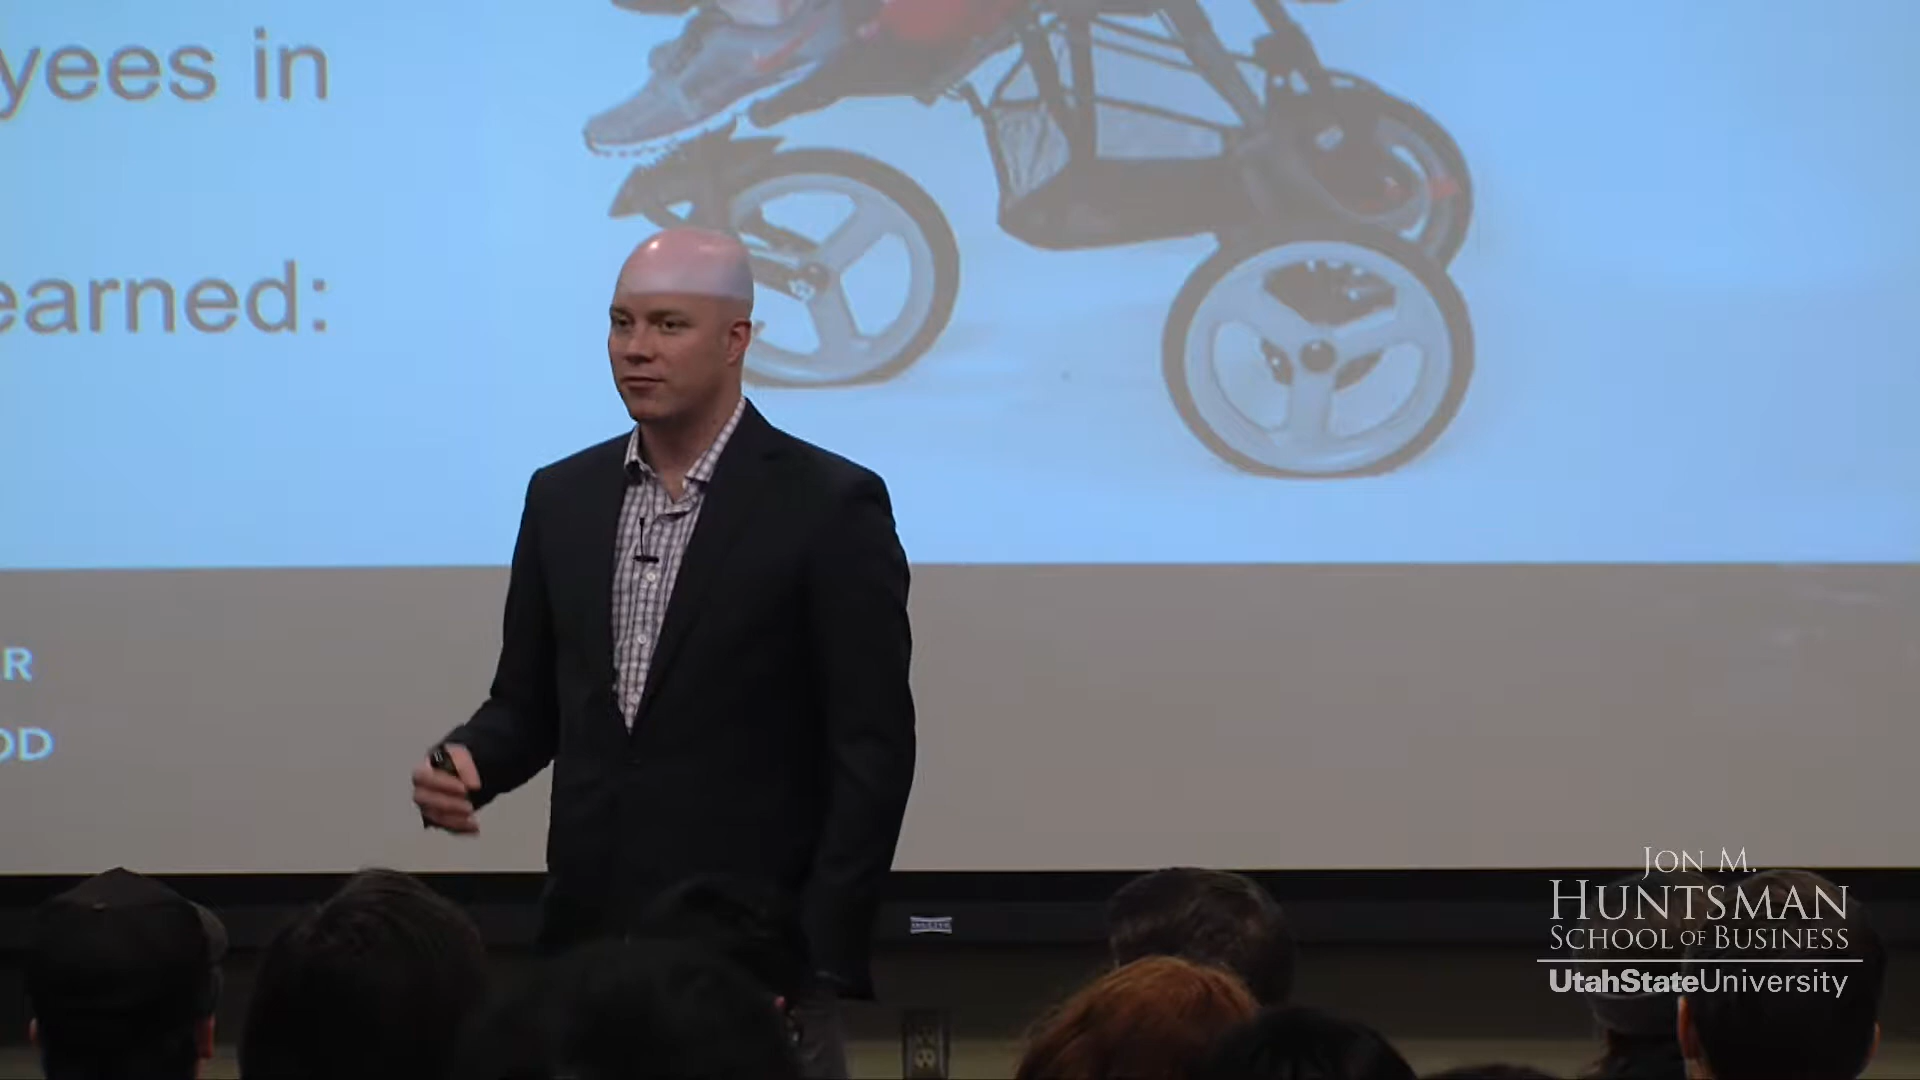 yees in
earned:
R
OD
JON M.
HUNTSMAN
SCHOOL OF BUSINESS
UtahStateUniversity